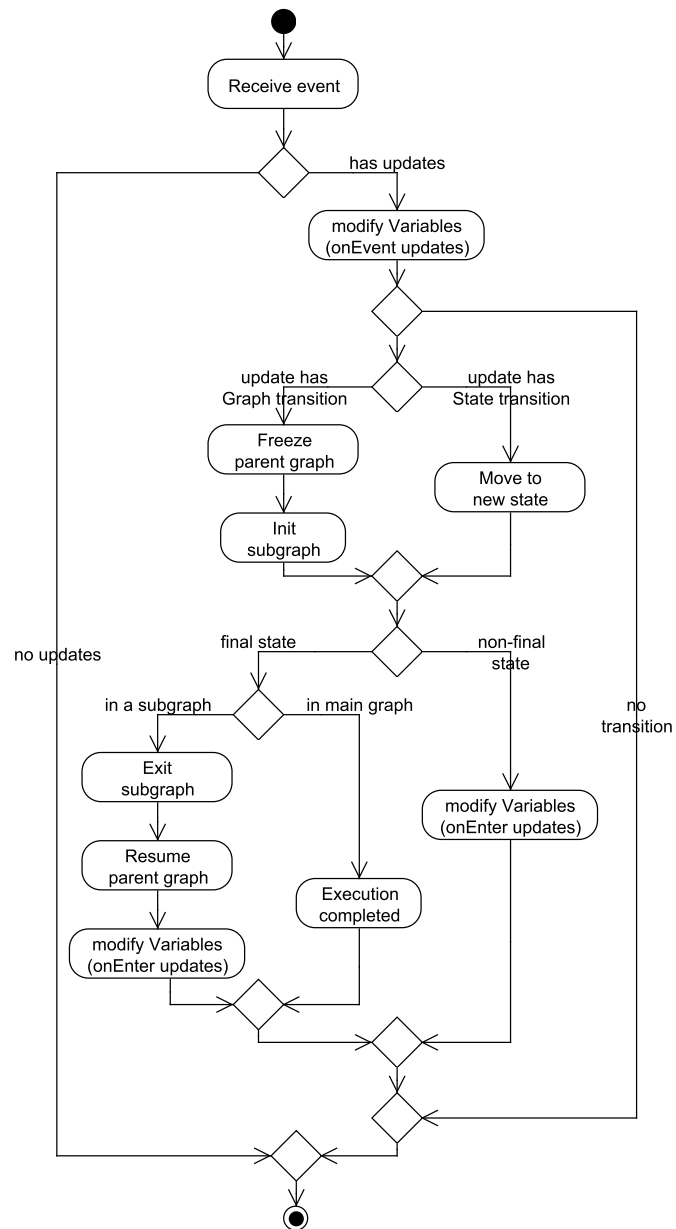 Receive event
has updates
modify Variables
(onEvent updates)
update has
Graph transition
update has
State transition
Freeze
parent graph
Move to
new state
Init
subgraph
no updates
final state
non-final
state
in a subgraph
in main graph
no
transition
Exit
subgraph
modify Variables
(onEnter updates)
Resume
parent graph
Execution
completed
modify Variables
(onEnter updates)